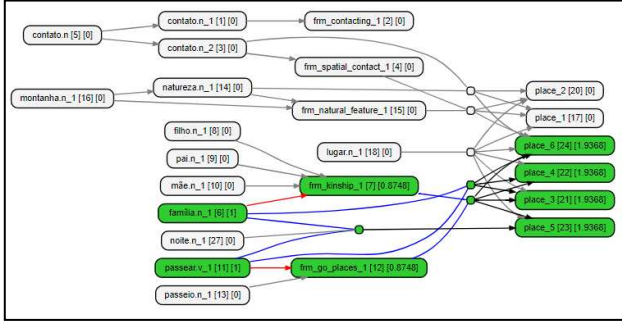 contato.n [5] [0]
contato.n_1 [1] [0]
frm_contacting_1 [2] [0]
contato.n_2 [3] [0]
frm_spatial_contact_1 [4] [0]
montanha.n_1 [16] [0]
natureza.n_1 [14] [0]
frm_natural_feature_1 [15] [0]
place_2 [20] [0]
place_1 [17] [0]
filho.n_1 [8] [0]
pai.n_1 [9] [0]
mãe.n_1 [10] [0]
família.n_1 [6] [1]
noite.n_1 [27] [0]
passear.v_1 [11] [1]
passeio.n_1 [13] [0]
lugar.n_1 [18] [0]
frm_kinship_1 [7] [0.8748]
frm_go_places_1 [12] [0.8748]
place_6 [24] [1.9368]
place_4 [22] [1.9368]
place_3 [21] [1.9368]
place_5 [23] [1.9368]